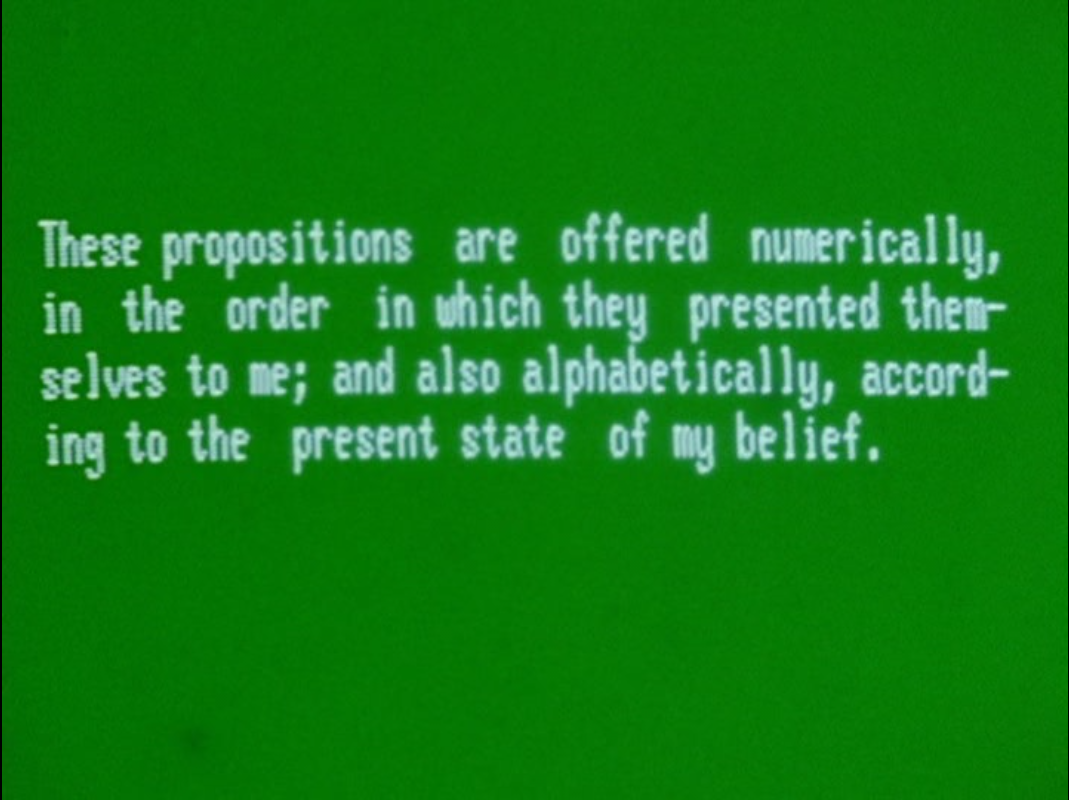 These propositions are offered numerically,
in the order in which they presented them-
selves to me; and also alphabetically, accord-
ing to the present state of my belief.